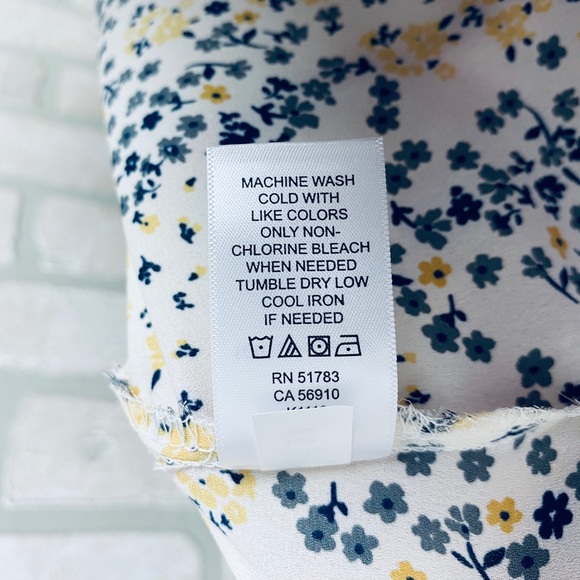 MACHINE WASH
COLD WITH
LIKE COLORS
ONLY NON-
CHLORINE BLEACH
WHEN NEEDED
TUMBLE DRY LOW
COOL IRON
IF NEEDED
RN 51783
CA 56910